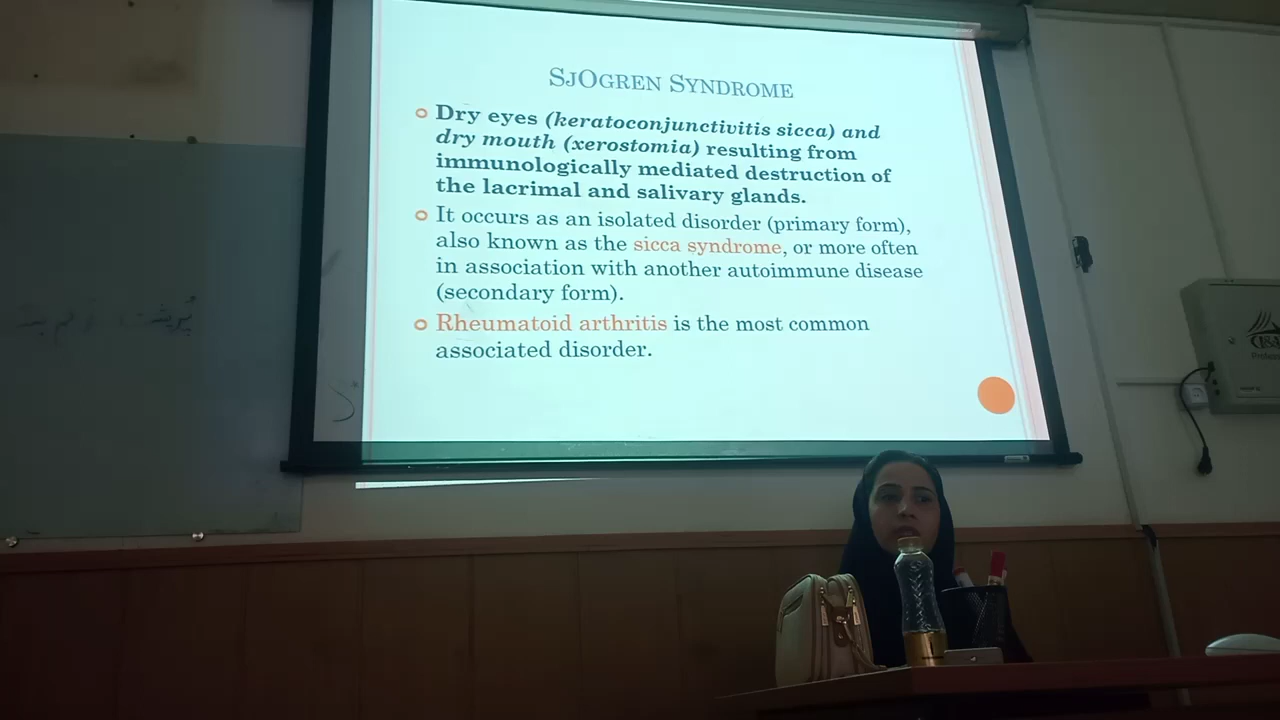 SJOGREN SYNDROME
Dry eyes (keratoconjunctivitis sicca) and
dry mouth (xerostomia) resulting from
immunologically mediated destruction of
the lacrimal and salivary glands.
It occurs as an isolated disorder (primary form),
also known as the sicca syndrome, or more often
in association with another autoimmune disease
(secondary form).
Rheumatoid arthritis is the most common
associated disorder.